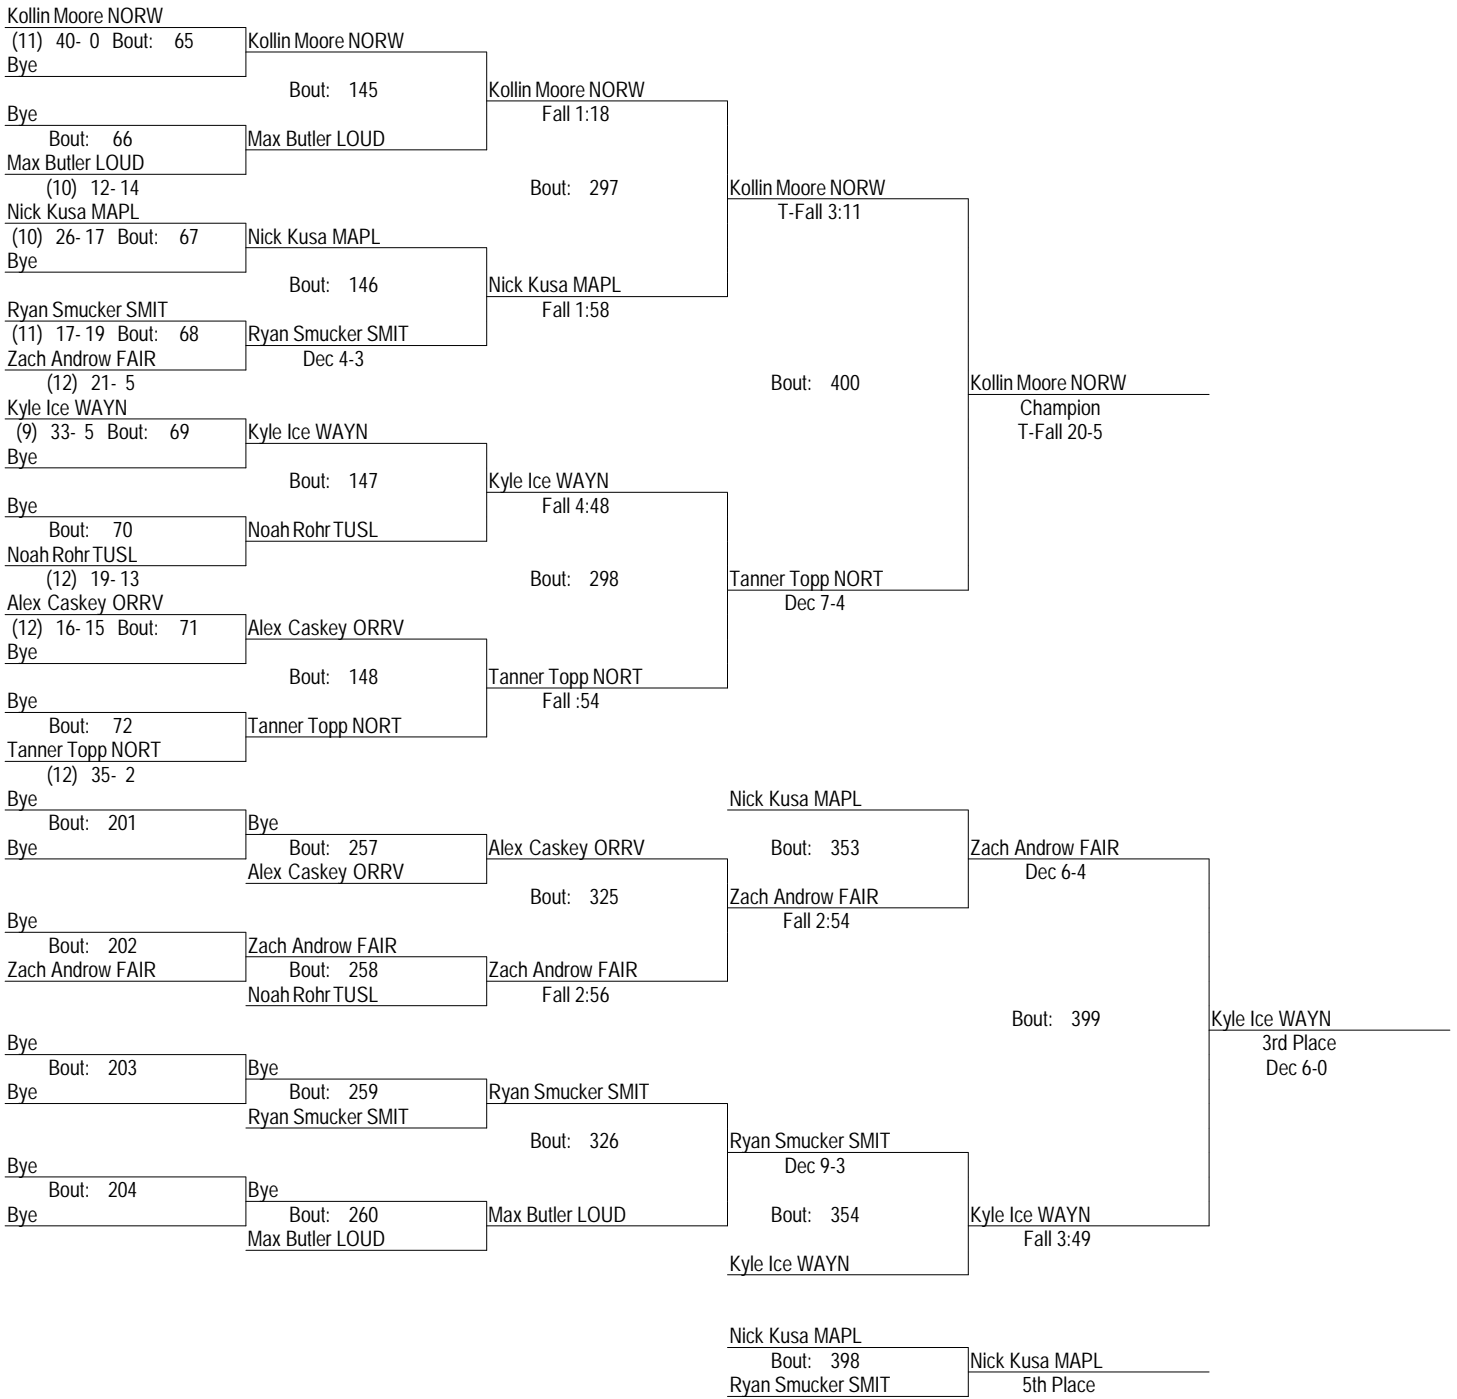 Kollin Moore NORW
(11) 40- 0 Bout: 65
Kollin Moore NORW
Bye
Bout: 145
Kollin Moore NORW
Bye
Fall 1:18
Bout: 66
Max Butler LOUD
Max Butler LOUD
(10) 12- 14
Bout: 297
Kollin Moore NORW
Nick Kusa MAPL
T-Fall 3:11
(10) 26- 17 Bout: 67
Nick Kusa MAPL
Bye
Bout: 146
Nick Kusa MAPL
Ryan Smucker SMIT
Fall 1:58
(11) 17- 19 Bout: 68
Ryan Smucker SMIT
Zach Androw FAIR
Dec 4-3
(12) 21- 5
Bout: 400
Kollin Moore NORW
Kyle Ice WAYN
Champion
(9) 33- 5 Bout: 69
Kyle Ice WAYN
T-Fall 20-5
Bye
Bout: 147
Kyle Ice WAYN
Bye
Fall 4:48
Bout: 70
Noah Rohr TUSL
Noah Rohr TUSL
(12) 19- 13
Bout: 298
Tanner Topp NORT
Alex Caskey ORRV
Dec 7-4
(12) 16- 15 Bout: 71
Alex Caskey ORRV
Bye
Bout: 148
Tanner Topp NORT
Bye
Fall :54
Bout: 72
Tanner Topp NORT
Tanner Topp NORT
(12) 35- 2
Bye
Nick Kusa MAPL
Bout: 201
Bye
Bye
Bout: 257
Alex Caskey ORRV
Bout: 353
Zach Androw FAIR
Alex Caskey ORRV
Dec 6-4
Bout: 325
Zach Androw FAIR
Bye
Fall 2:54
Bout: 202
Zach Androw FAIR
Zach Androw FAIR
Bout: 258
Zach Androw FAIR
Noah Rohr TUSL
Fall 2:56
Bout: 399
Kyle Ice WAYN
Bye
3rd Place
Bout: 203
Bye
Dec 6-0
Bye
Bout: 259
Ryan Smucker SMIT
Ryan Smucker SMIT
Bout: 326
Ryan Smucker SMIT
Bye
Dec 9-3
Bout: 204
Bye
Bye
Bout: 260
Max Butler LOUD
Bout: 354
Kyle Ice WAYN
Max Butler LOUD
Fall 3:49
Kyle Ice WAYN
Nick Kusa MAPL
Bout: 398
Nick Kusa MAPL
Ryan Smucker SMIT
5th Place